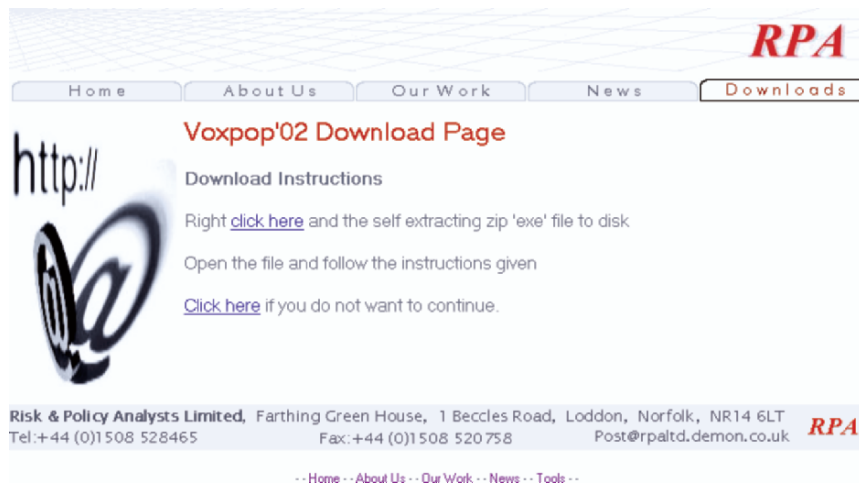 RPA
Home About Us Our Work News Downloads
http://
@
Voxpop'02 Download Page
Download Instructions
Right click here and the self extracting zip 'exe' file to disk
Open the file and follow the instructions given
Click here if you do not want to continue.
Risk & Policy Analysts Limited, Farthing Green House, 1 Beccles Road, Loddon, Norfolk, NR14 6LT
Tel:+44 (0)1508 528465 Fax:+44 (0)1508 520758 Post@rpaltd.demon.co.uk
RPA
- - Home - - About Us - - Our Work - - News - - Tools - -